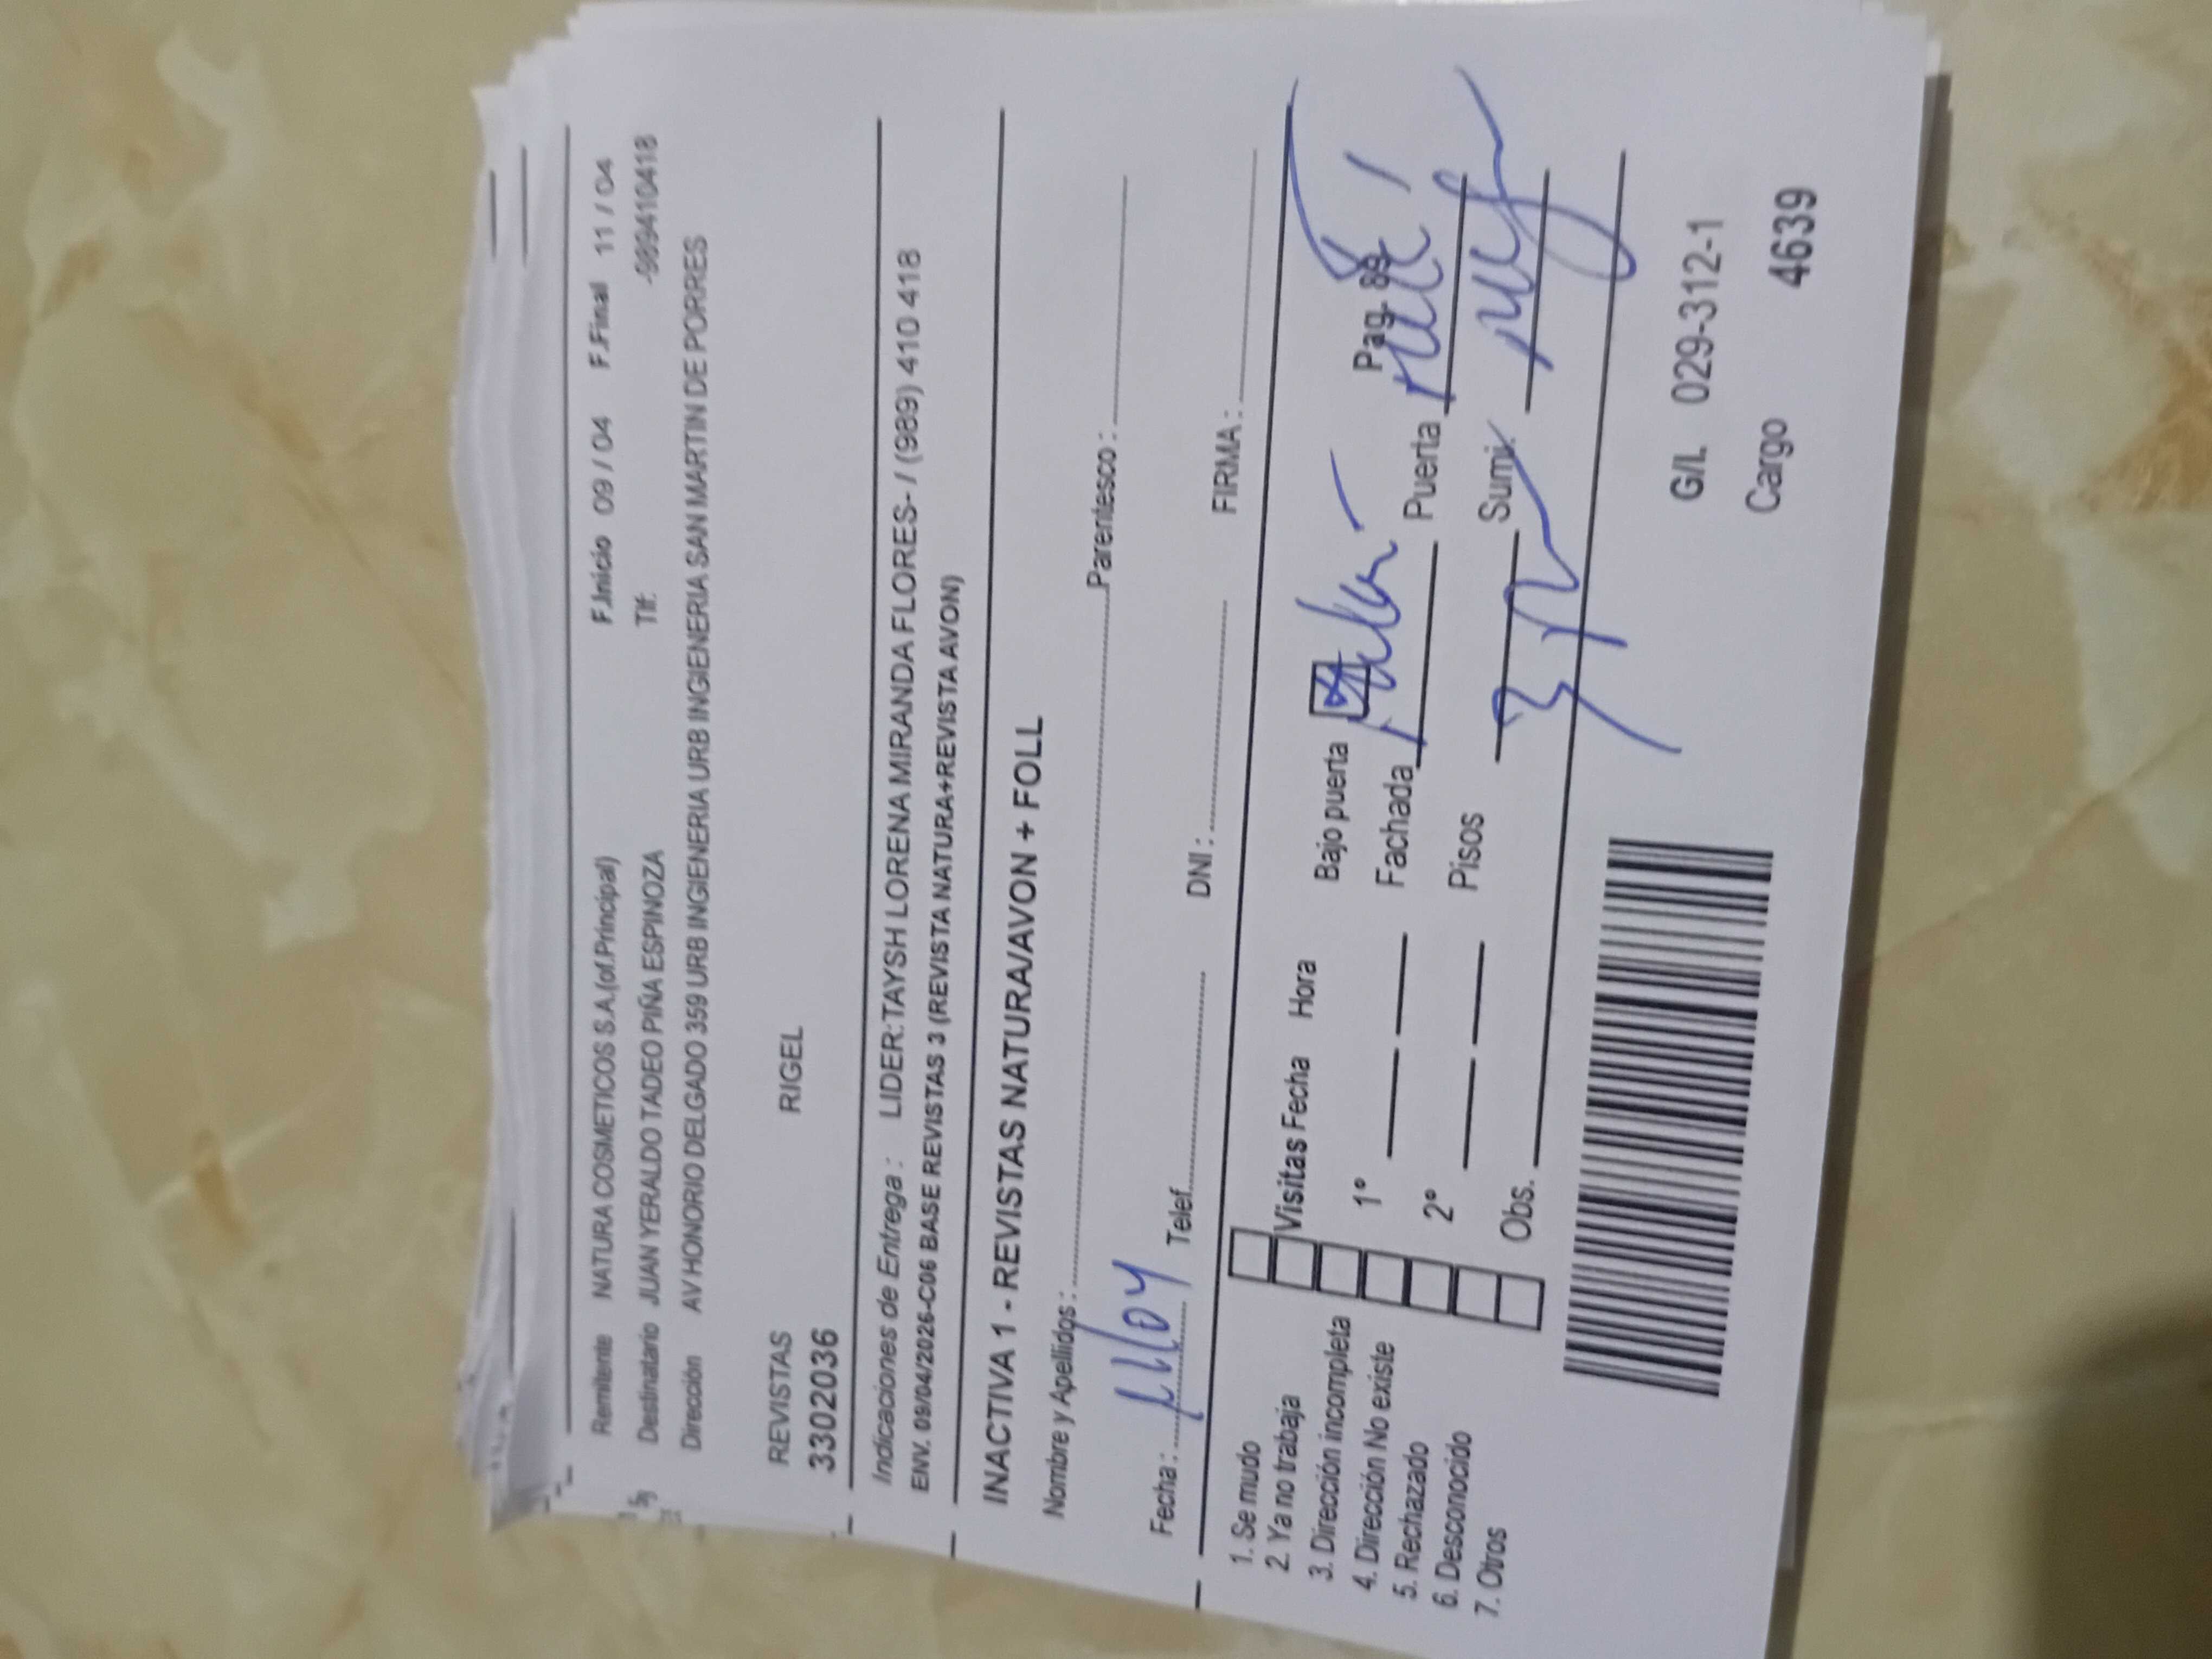 Remitente NATURA COSMETICOS S.A.(of.Principal) F.Inicio 09 / 04 F.Final 11 / 04
Destinatario JUAN YERALDO TADEO PIÑA ESPINOZA Tlf. -989410418
Dirección AV HONORIO DELGADO 359 URB INGIENERIA URB INGIENERIA SAN MARTIN DE PORRES
REVISTAS RIGEL
3302036
Indicaciones de Entrega : LIDER:TAYSH LORENA MIRANDA FLORES- / (989) 410 418
ENV. 09/04/2026-C06 BASE REVISTAS 3 (REVISTA NATURA+REVISTA AVON)
INACTIVA 1 - REVISTAS NATURA/AVON + FOLL
Nombre y Apellidos : Parentesco :
Fecha : 11/04 Telef. DNI : FIRMA :
1. Se mudo
2. Ya no trabaja
3. Dirección incompleta
4. Dirección No existe
5. Rechazado
6. Desconocido
7. Otros
Visitas Fecha Hora Bajo puerta Pag- 89
1º Fachada Puerta
2º Pisos 3 Sumi.
Obs.
G/L 029-312-1
Cargo 4639